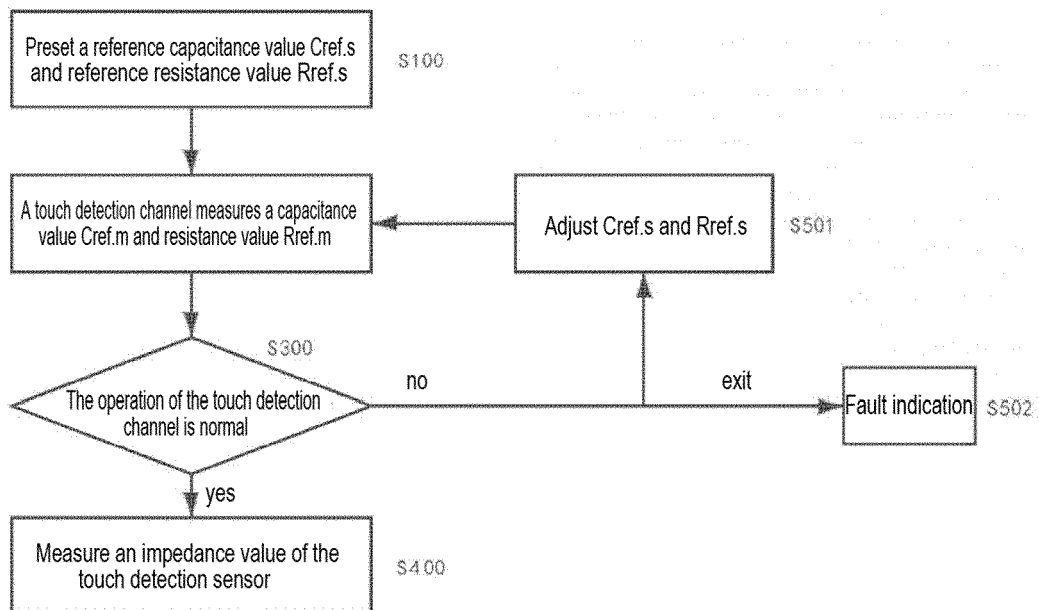 Preset a reference capacitance value Cref.s
and reference resistance value Rref.s
S100
A touch detection channel measures a capacitance
value Cref.m and resistance value Rref.m
Adjust Cref.s and Rref.s
S501
S300
The operation of the touch detection
channel is normal
no
exit
Fault indication
S502
yes
Measure an impedance value of the
touch detection sensor
S400